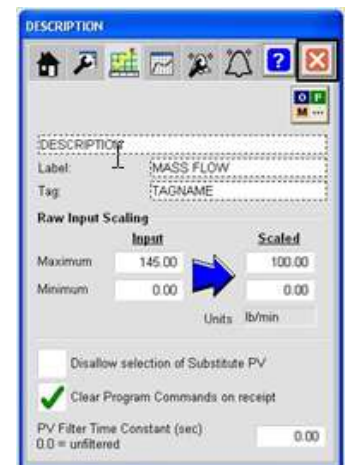 DESCRIPTION
?
O P
M ...
DESCRIPTION
Label: MASS FLOW
Tag: TAGNAME
Raw Input Scaling
Input Scaled
Maximum 145.00 100.00
Minimum 0.00 0.00
Units lb/min
Disallow selection of Substitute PV
Clear Program Commands on receipt
PV Filter Time Constant (sec)
0.0 = unfiltered 0.00